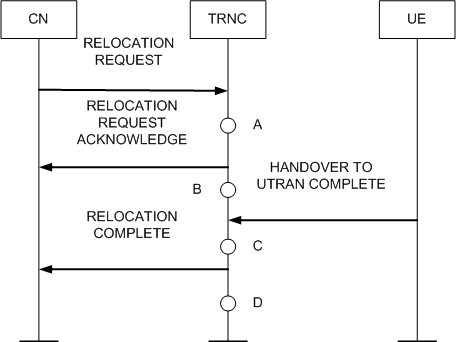 CN
TRNC
UE
RELOCATION
REQUEST
RELOCATION
REQUEST
ACKNOWLEDGE
A
HANDOVER TO
UTRAN COMPLETE
B
RELOCATION
COMPLETE
C
D